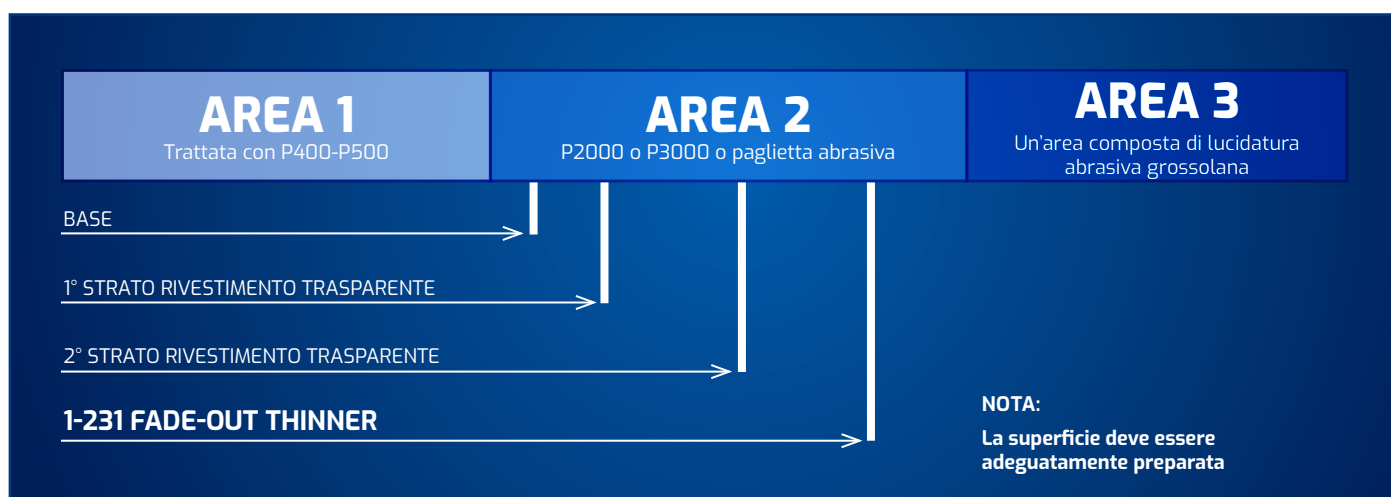 AREA 1
Trattata con P400-P500
AREA 2
P2000 o P3000 o paglietta abrasiva
AREA 3
Un'area composta di lucidatura
abrasiva grossolana
BASE
1° STRATO RIVESTIMENTO TRASPARENTE
2° STRATO RIVESTIMENTO TRASPARENTE
1-231 FADE-OUT THINNER
NOTA:
La superficie deve essere
adeguatamente preparata